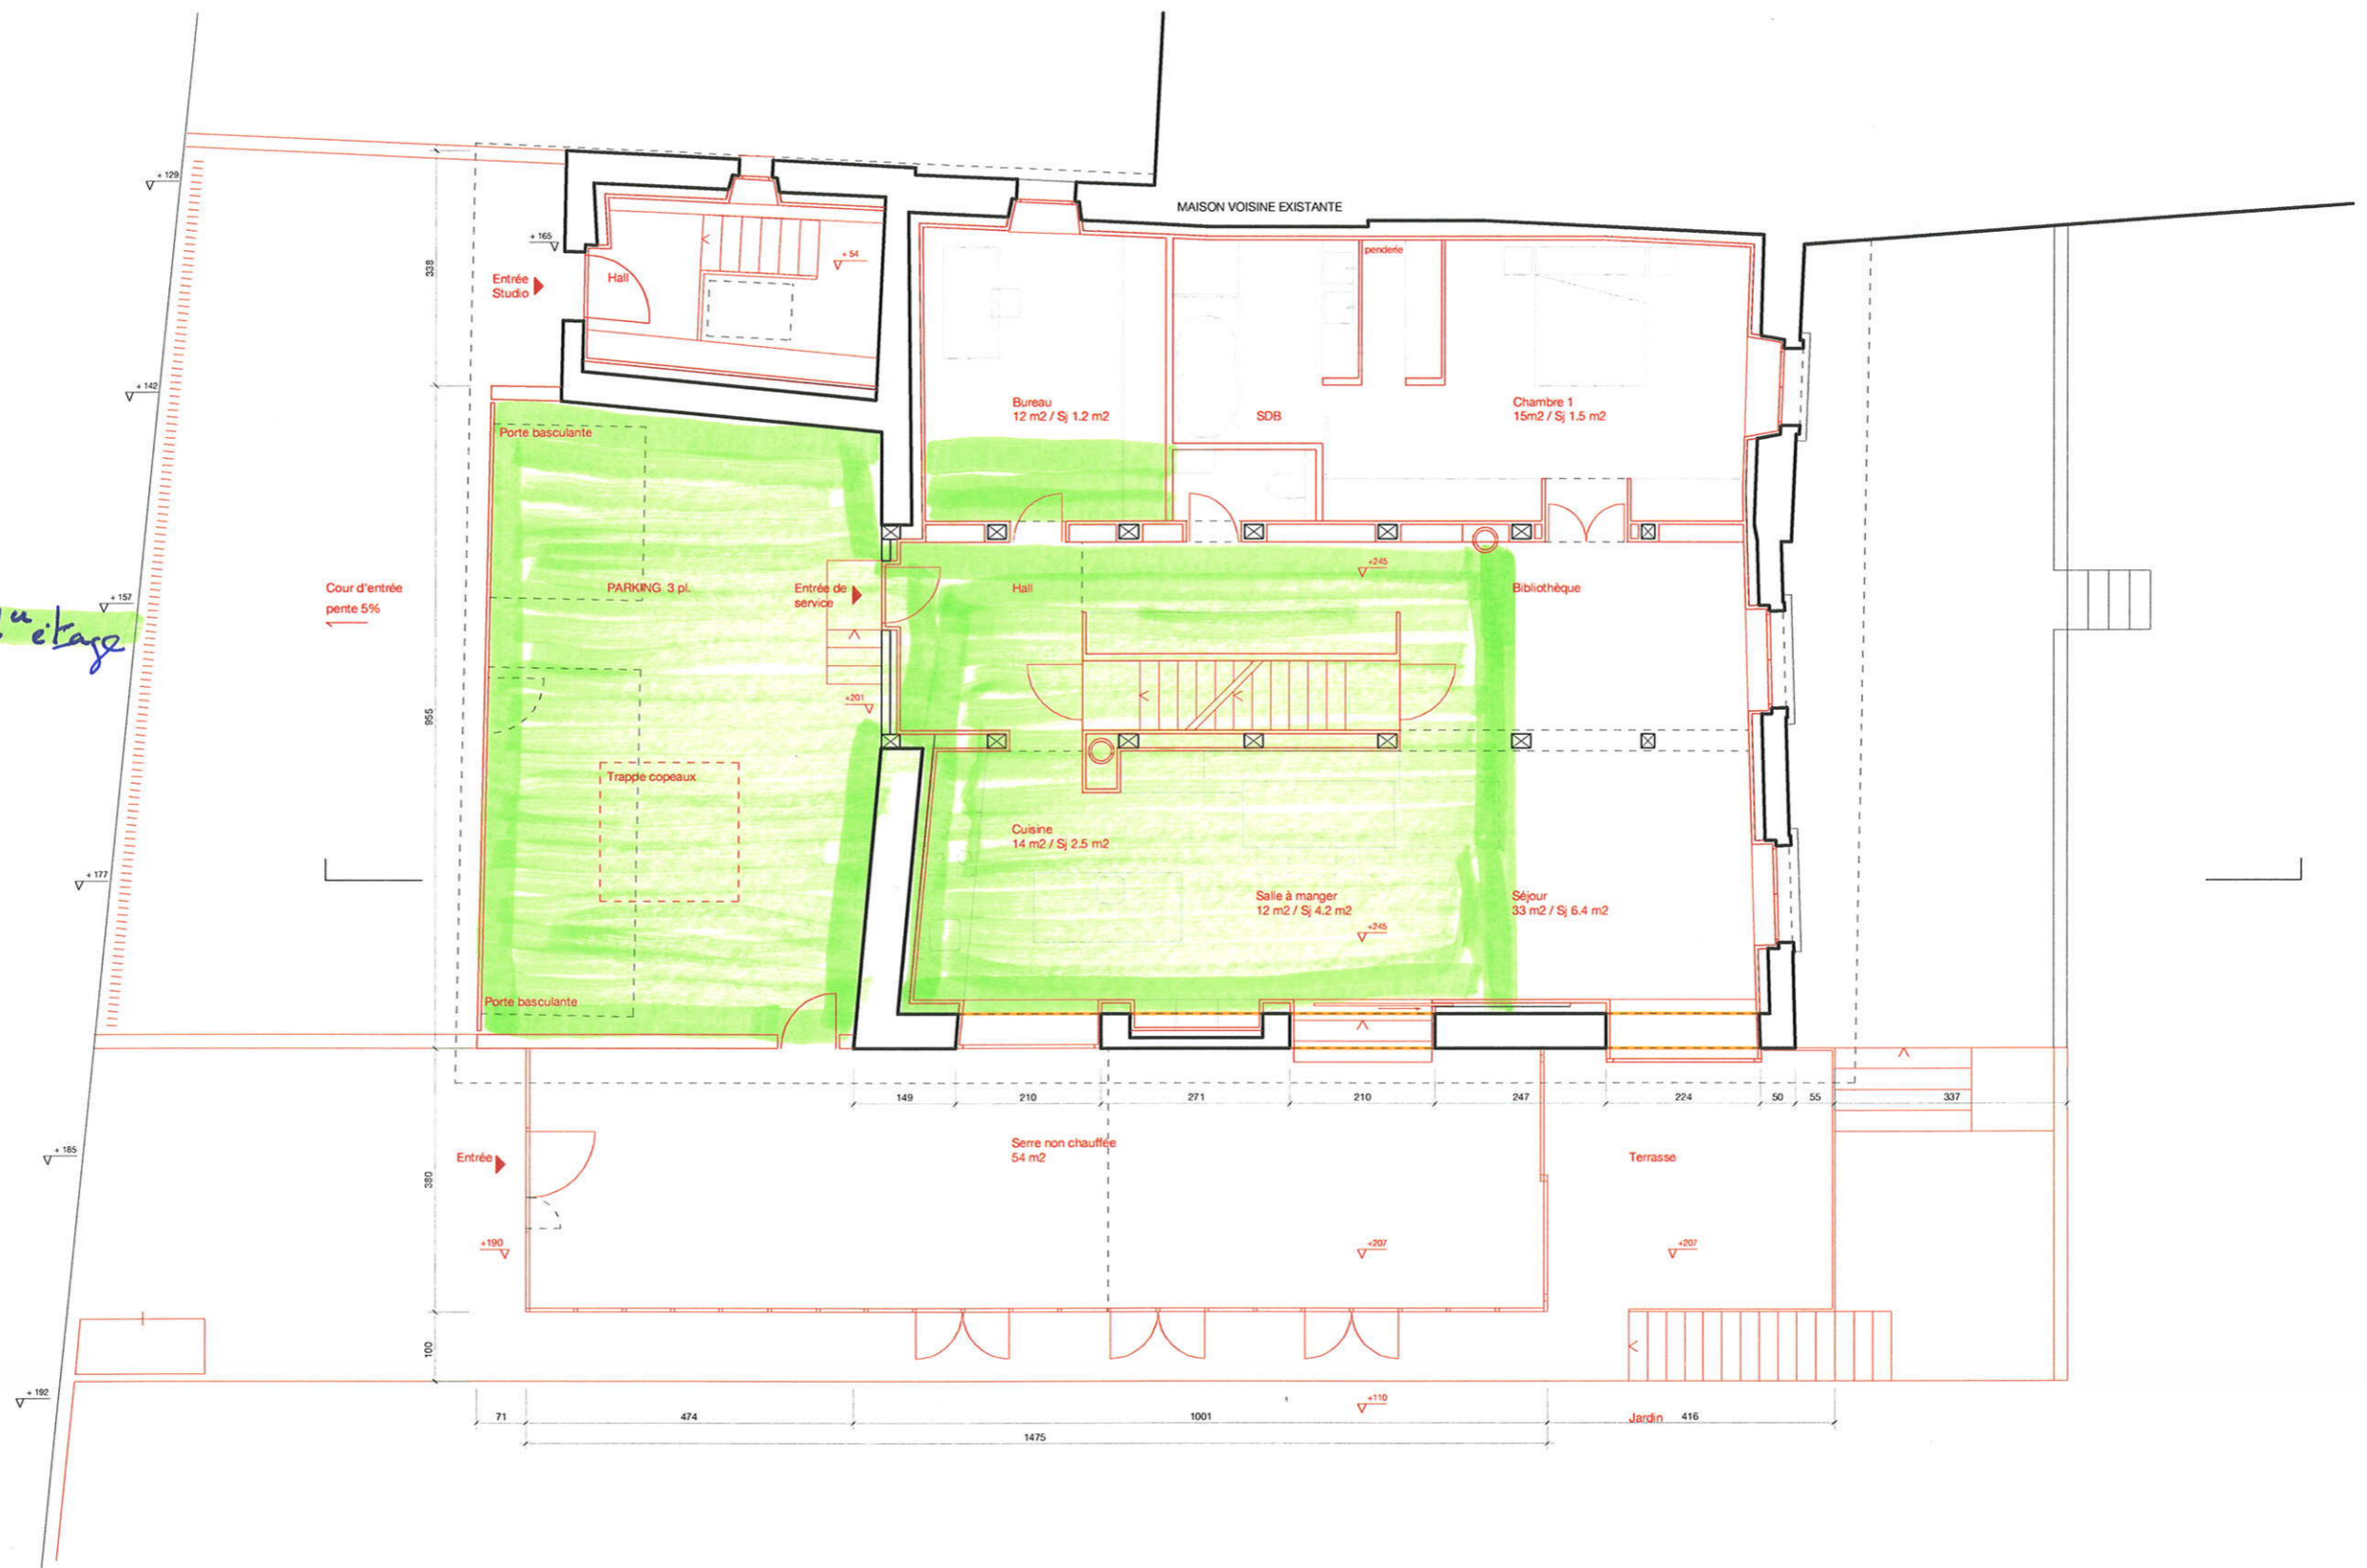 MAISON VOISINE EXISTANTE
+ 129
+ 165
338
Entrée
Studio
Hall
+ 54
penderie
+ 142
Bureau
12 m2 / Sj 1.2 m2
SDB
Chambre 1
15m2 / Sj 1.5 m2
Porte basculante
étage
+ 157
Cour d'entrée
pente 5%
PARKING 3 pl.
Entrée de
service
Hall
+245
Bibliothèque
955
+201
Trappe copeaux
Cuisine
14 m2 / Sj 2.5 m2
+ 177
Salle à manger
12 m2 / Sj 4.2 m2
+245
Séjour
33 m2 / Sj 6.4 m2
Porte basculante
149 210 271 210 247 224 50 55 337
+ 185
380
Entrée
Serre non chauffée
54 m2
Terrasse
+190
+207
+207
100
+ 192
+110
71 474 1001 Jardin 416
1475